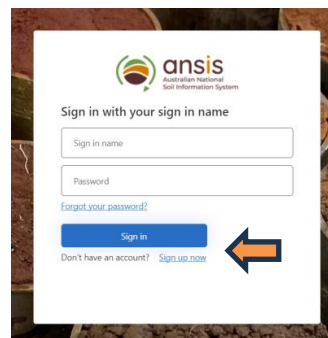 ansis
Australian National
Soil Information System
Sign in with your sign in name
Sign in name
Password
Forgot your password?
Sign in
Don't have an account? Sign up now